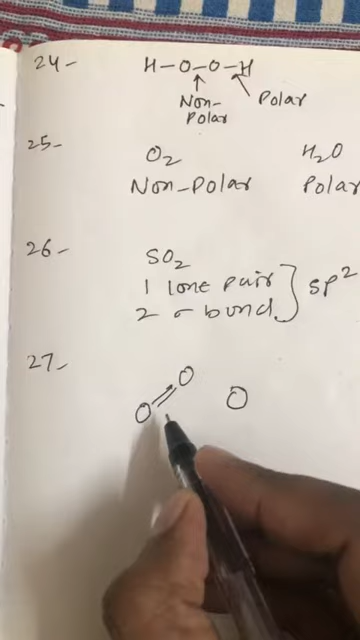 24- H-O-O-H
Non-Polar Polar
25- O₂ H₂O
Non-Polar Polar
26- SO₂
1 lone pair } SP²
2 σ bond
27- O=O O